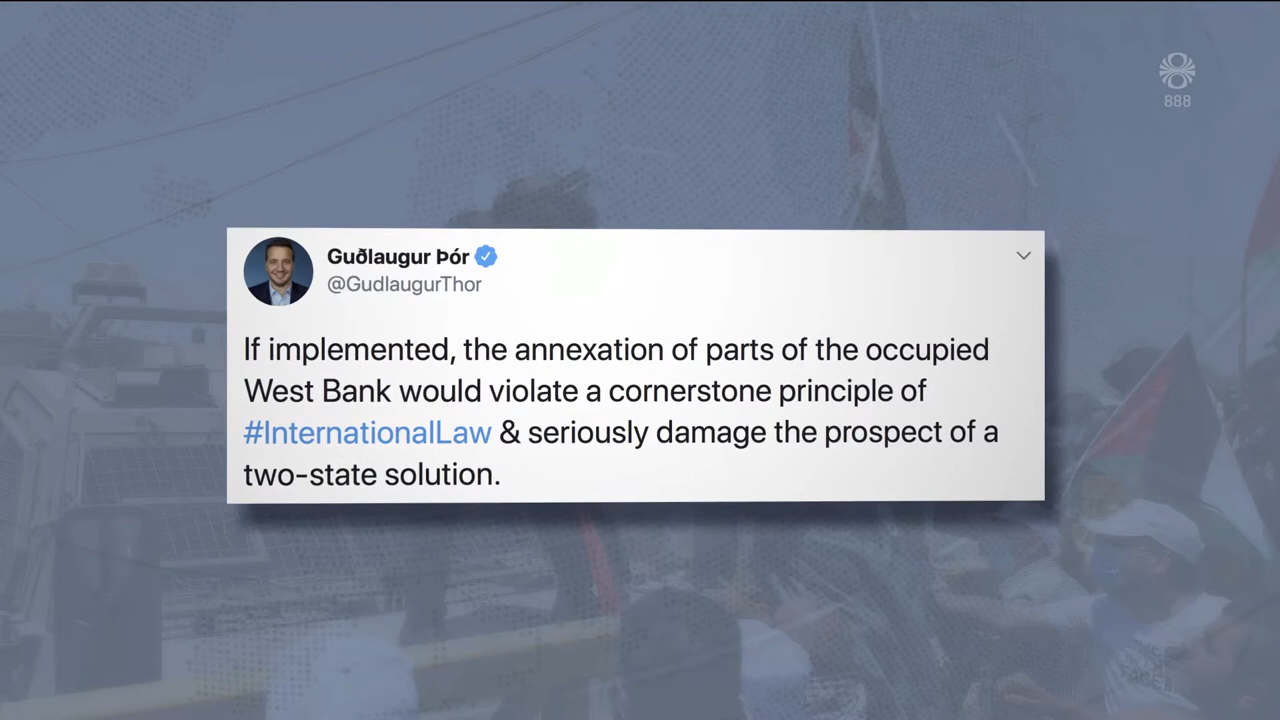 888
Guðlaugur Þór
@GudlaugurThor
If implemented, the annexation of parts of the occupied
West Bank would violate a cornerstone principle of
#InternationalLaw & seriously damage the prospect of a
two-state solution.